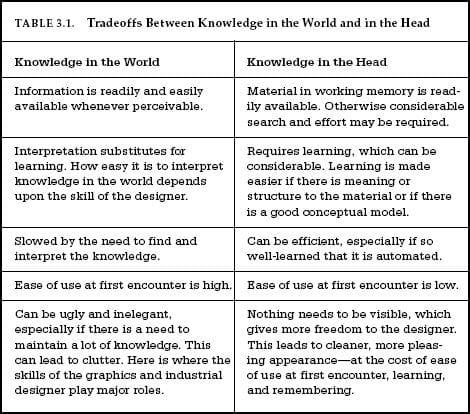 TABLE 3.1. Tradeoffs Between Knowledge in the World and in the Head
Knowledge in the World
Knowledge in the Head
Information is readily and easily
available whenever perceivable.
Material in working memory is read-
ily available. Otherwise considerable
search and effort may be required.
Interpretation substitutes for
learning. How easy it is to interpret
knowledge in the world depends
upon the skill of the designer.
Requires learning, which can be
considerable. Learning is made
easier if there is meaning or
structure to the material or if there
is a good conceptual model.
Slowed by the need to find and
interpret the knowledge.
Can be efficient, especially if so
well-learned that it is automated.
Ease of use at first encounter is high.
Ease of use at first encounter is low.
Can be ugly and inelegant,
especially if there is a need to
maintain a lot of knowledge. This
can lead to clutter. Here is where the
skills of the graphics and industrial
designer play major roles.
Nothing needs to be visible, which
gives more freedom to the designer.
This leads to cleaner, more pleas-
ing appearance—at the cost of ease
of use at first encounter, learning,
and remembering.